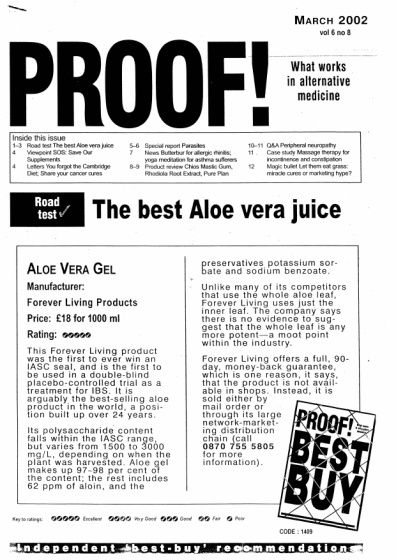 MARCH 2002
vol 6 no 8
PROOF!
What works
in alternative
medicine
Inside this issue
1–3 Road test The best Aloe vera juice
4 Viewpoint SOS: Save Our
Supplements
4 Letters You forgot the Cambridge
Diet; Share your cancer cures
5–6 Special report Parasites
7 News Butterbur for allergic rhinitis;
yoga meditation for asthma sufferers
8–9 Product review Chios Mastic Gum,
Rhodiola Root Extract, Pure Plan
10–11 Q&A Peripheral neuropathy
11 Case study Massage therapy for
incontinence and constipation
12 Magic bullet Let them eat grass:
miracle cures or marketing hype?
Road
test
The best Aloe vera juice
ALOE VERA GEL
Manufacturer:
Forever Living Products
Price: £18 for 1000 ml
Rating:
This Forever Living product
was the first to ever win an
IASC seal, and is the first to
be used in a double-blind
placebo-controlled trial as a
treatment for IBS. It is
arguably the best-selling aloe
product in the world, a posi-
tion built up over 24 years.
Its polysaccharide content
falls within the IASC range,
but varies from 1500 to 3000
mg/L, depending on when the
plant was harvested. Aloe gel
makes up 97–98 per cent of
the content; the rest includes
62 ppm of aloin, and the
preservatives potassium sor-
bate and sodium benzoate.
Unlike many of its competitors
that use the whole aloe leaf,
Forever Living uses just the
inner leaf. The company says
there is no evidence to sug-
gest that the whole leaf is any
more potent—a moot point
within the industry.
Forever Living offers a full, 90-
day, money-back guarantee,
which is one reason, it says,
that the product is not avail-
able in shops. Instead, it is
sold either by
mail order or
through its large
network-market-
ing distribution
chain (call
0870 755 5805
for more
information).
PROOF!
BEST
BUY
Key to ratings: Excellent Very Good Good Fair Poor
CODE : 1409
independent best-buy recommendations